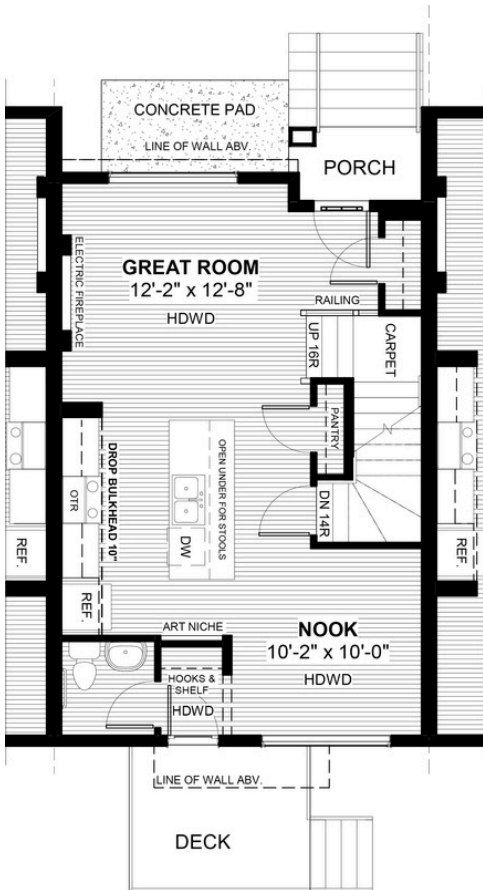 CONCRETE PAD
LINE OF WALL ABV.
PORCH
GREAT ROOM
12'-2" x 12'-8"
HDWD
ELECTRIC FIREPLACE
RAILING
UP 16R
CARPET
PANTRY
DN 14R
OPEN UNDER FOR STOOLS
DW
DROP BULKHEAD 10"
OTR
REF.
REF.
REF.
ART NICHE
NOOK
10'-2" x 10'-0"
HDWD
HOOKS &
SHELF
HDWD
LINE OF WALL ABV.
DECK